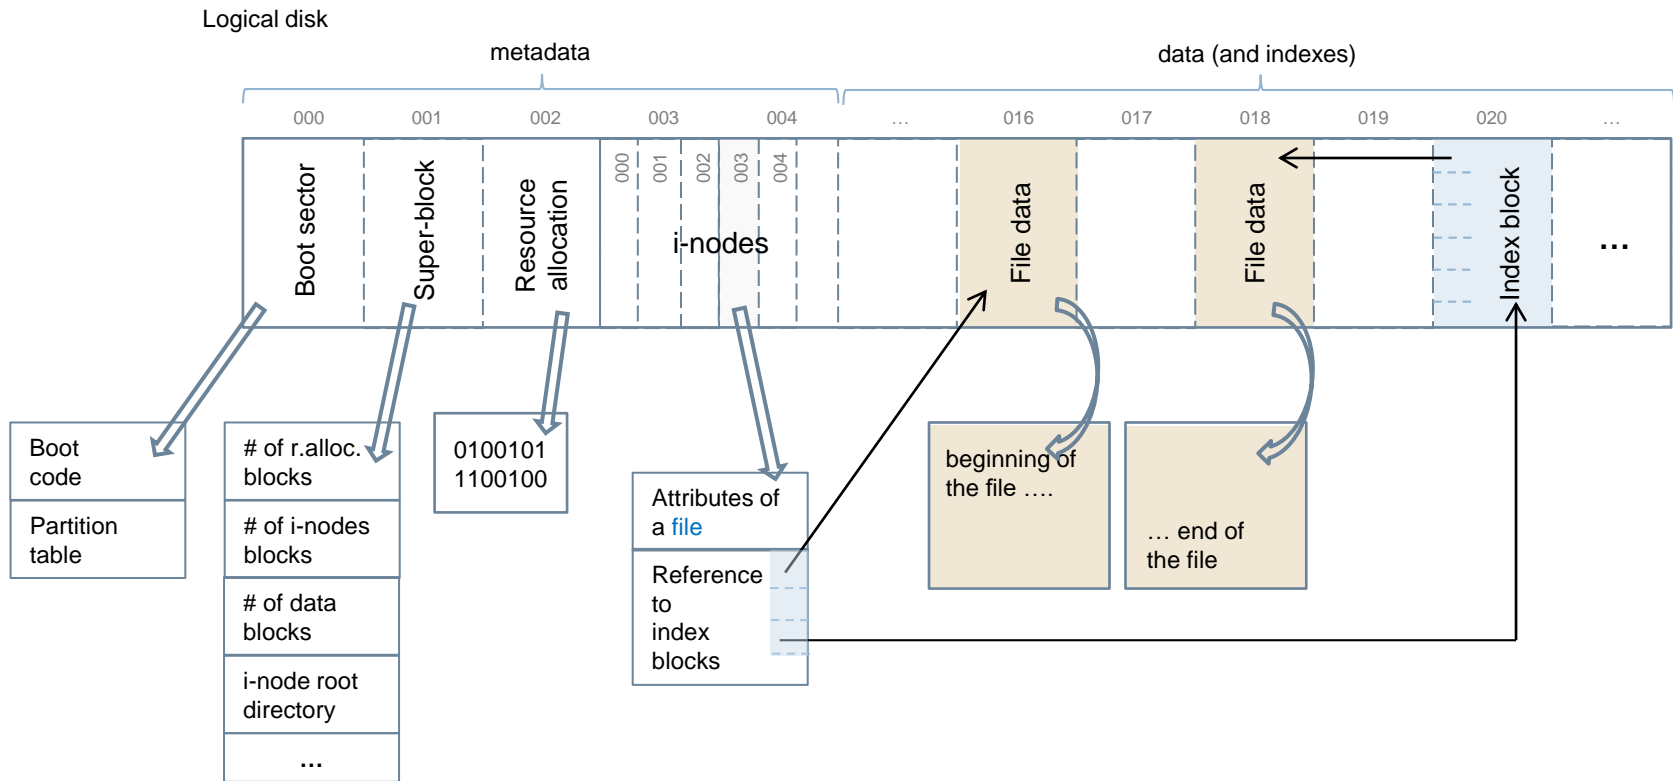 Logical disk
metadata
data (and indexes)
000
001
002
003
004
...
016
017
018
019
020
...
Boot sector
Super-block
Resource
allocation
000
001
002
003
004
i-nodes
File data
File data
Index block
...
Boot
code
Partition
table
# of r.alloc.
blocks
# of i-nodes
blocks
# of data
blocks
i-node root
directory
...
0100101
1100100
Attributes of
a file
Reference
to
index
blocks
beginning of
the file ....
... end of
the file